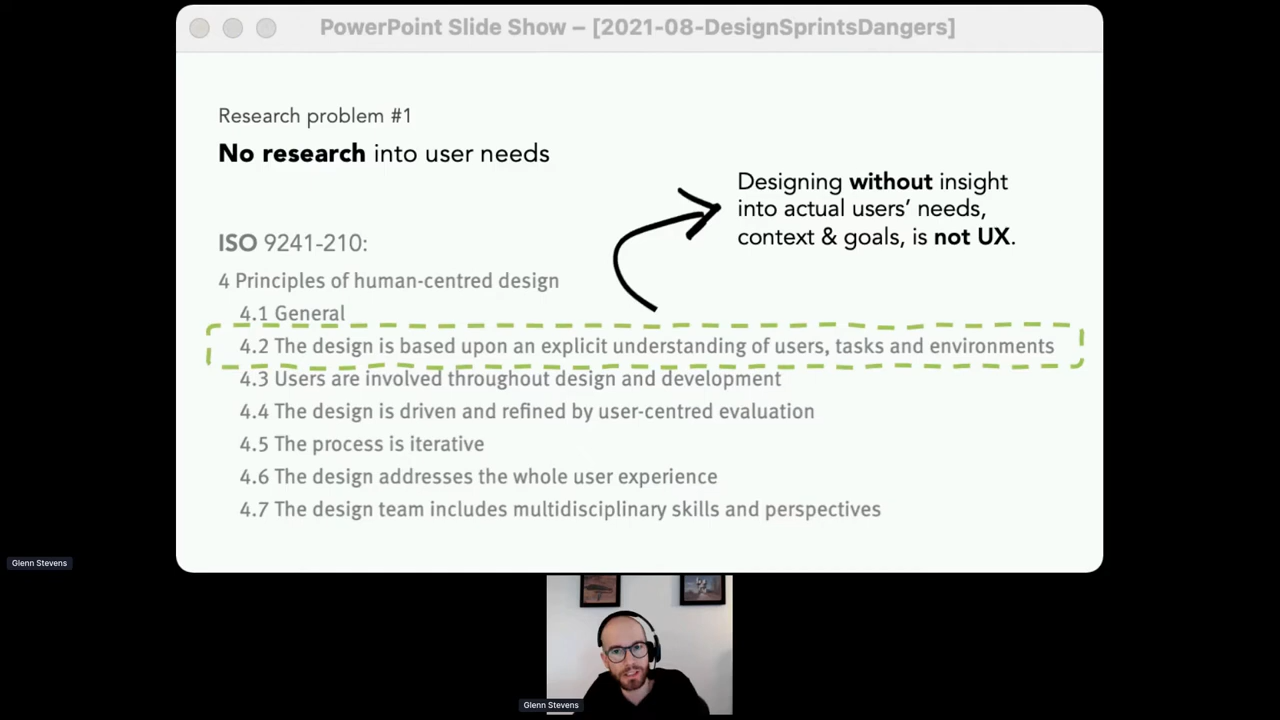 PowerPoint Slide Show – [2021-08-DesignSprintsDangers]
Research problem #1
No research into user needs
Designing without insight
into actual users’ needs,
context & goals, is not UX.
ISO 9241-210:
4 Principles of human-centred design
4.1 General
4.2 The design is based upon an explicit understanding of users, tasks and environments
4.3 Users are involved throughout design and development
4.4 The design is driven and refined by user-centred evaluation
4.5 The process is iterative
4.6 The design addresses the whole user experience
4.7 The design team includes multidisciplinary skills and perspectives
Glenn Stevens
Glenn Stevens